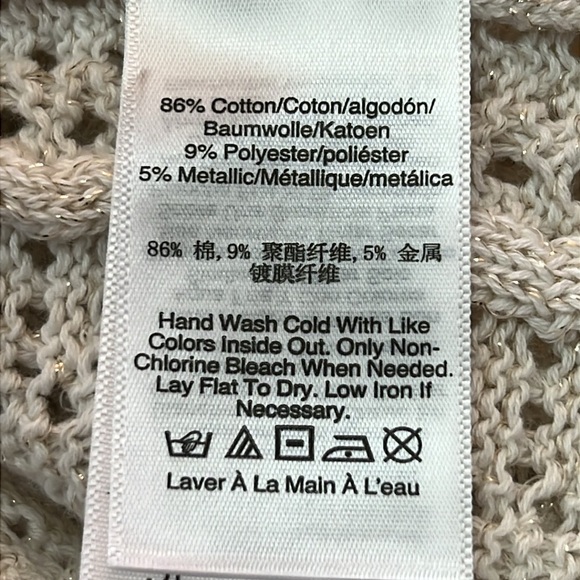 86% Cotton/Coton/algodón/
Baumwolle/Katoen
9% Polyester/poliéster
5% Metallic/Métallique/metálica
86% 棉, 9% 聚酯纤维, 5% 金属
镀膜纤维
Hand Wash Cold With Like
Colors Inside Out. Only Non-
Chlorine Bleach When Needed.
Lay Flat To Dry. Low Iron If
Necessary.
Laver À La Main À L'eau